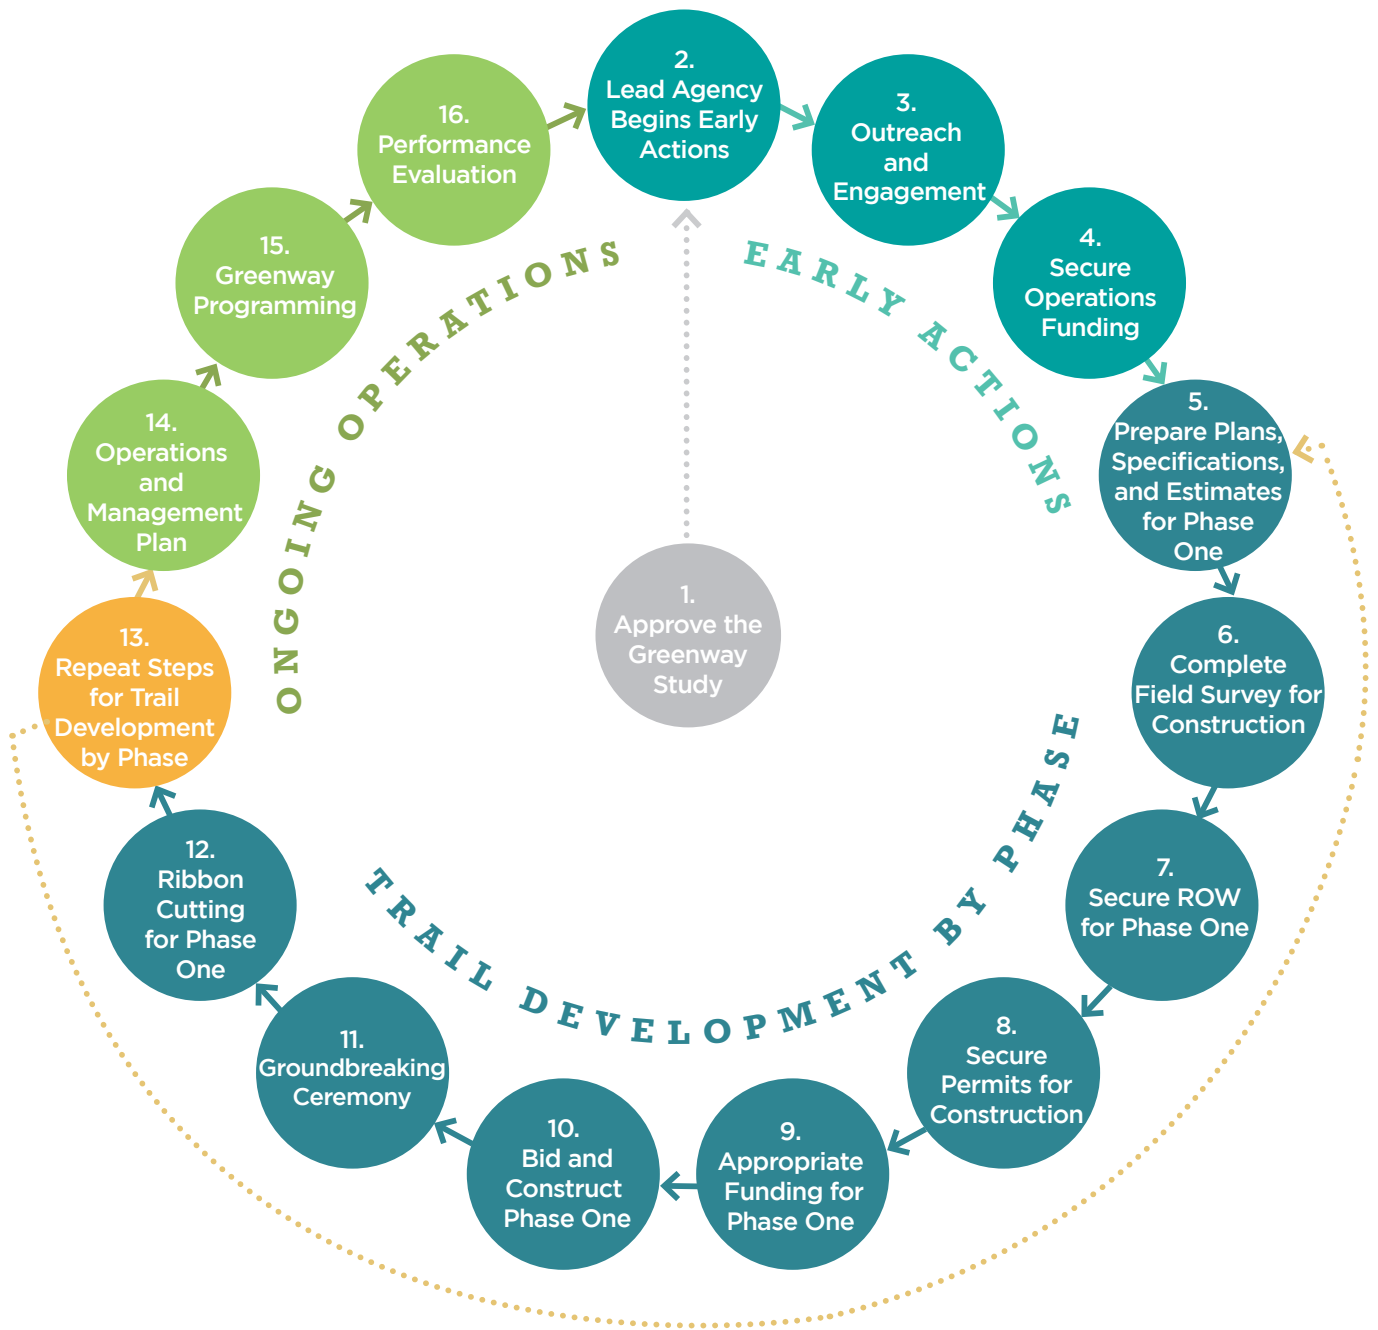 1.
Approve the
Greenway
Study
2.
Lead Agency
Begins Early
Actions
3.
Outreach
and
Engagement
4.
Secure
Operations
Funding
5.
Prepare Plans,
Specifications,
and Estimates
for Phase
One
6.
Complete
Field Survey for
Construction
7.
Secure ROW
for Phase One
8.
Secure
Permits for
Construction
9.
Appropriate
Funding for
Phase One
10.
Bid and
Construct
Phase One
11.
Groundbreaking
Ceremony
12.
Ribbon
Cutting
for Phase
One
13.
Repeat Steps
for Trail
Development
by Phase
14.
Operations
and
Management
Plan
15.
Greenway
Programming
16.
Performance
Evaluation
EARLY ACTIONS
TRAIL DEVELOPMENT BY PHASE
ONGOING OPERATIONS